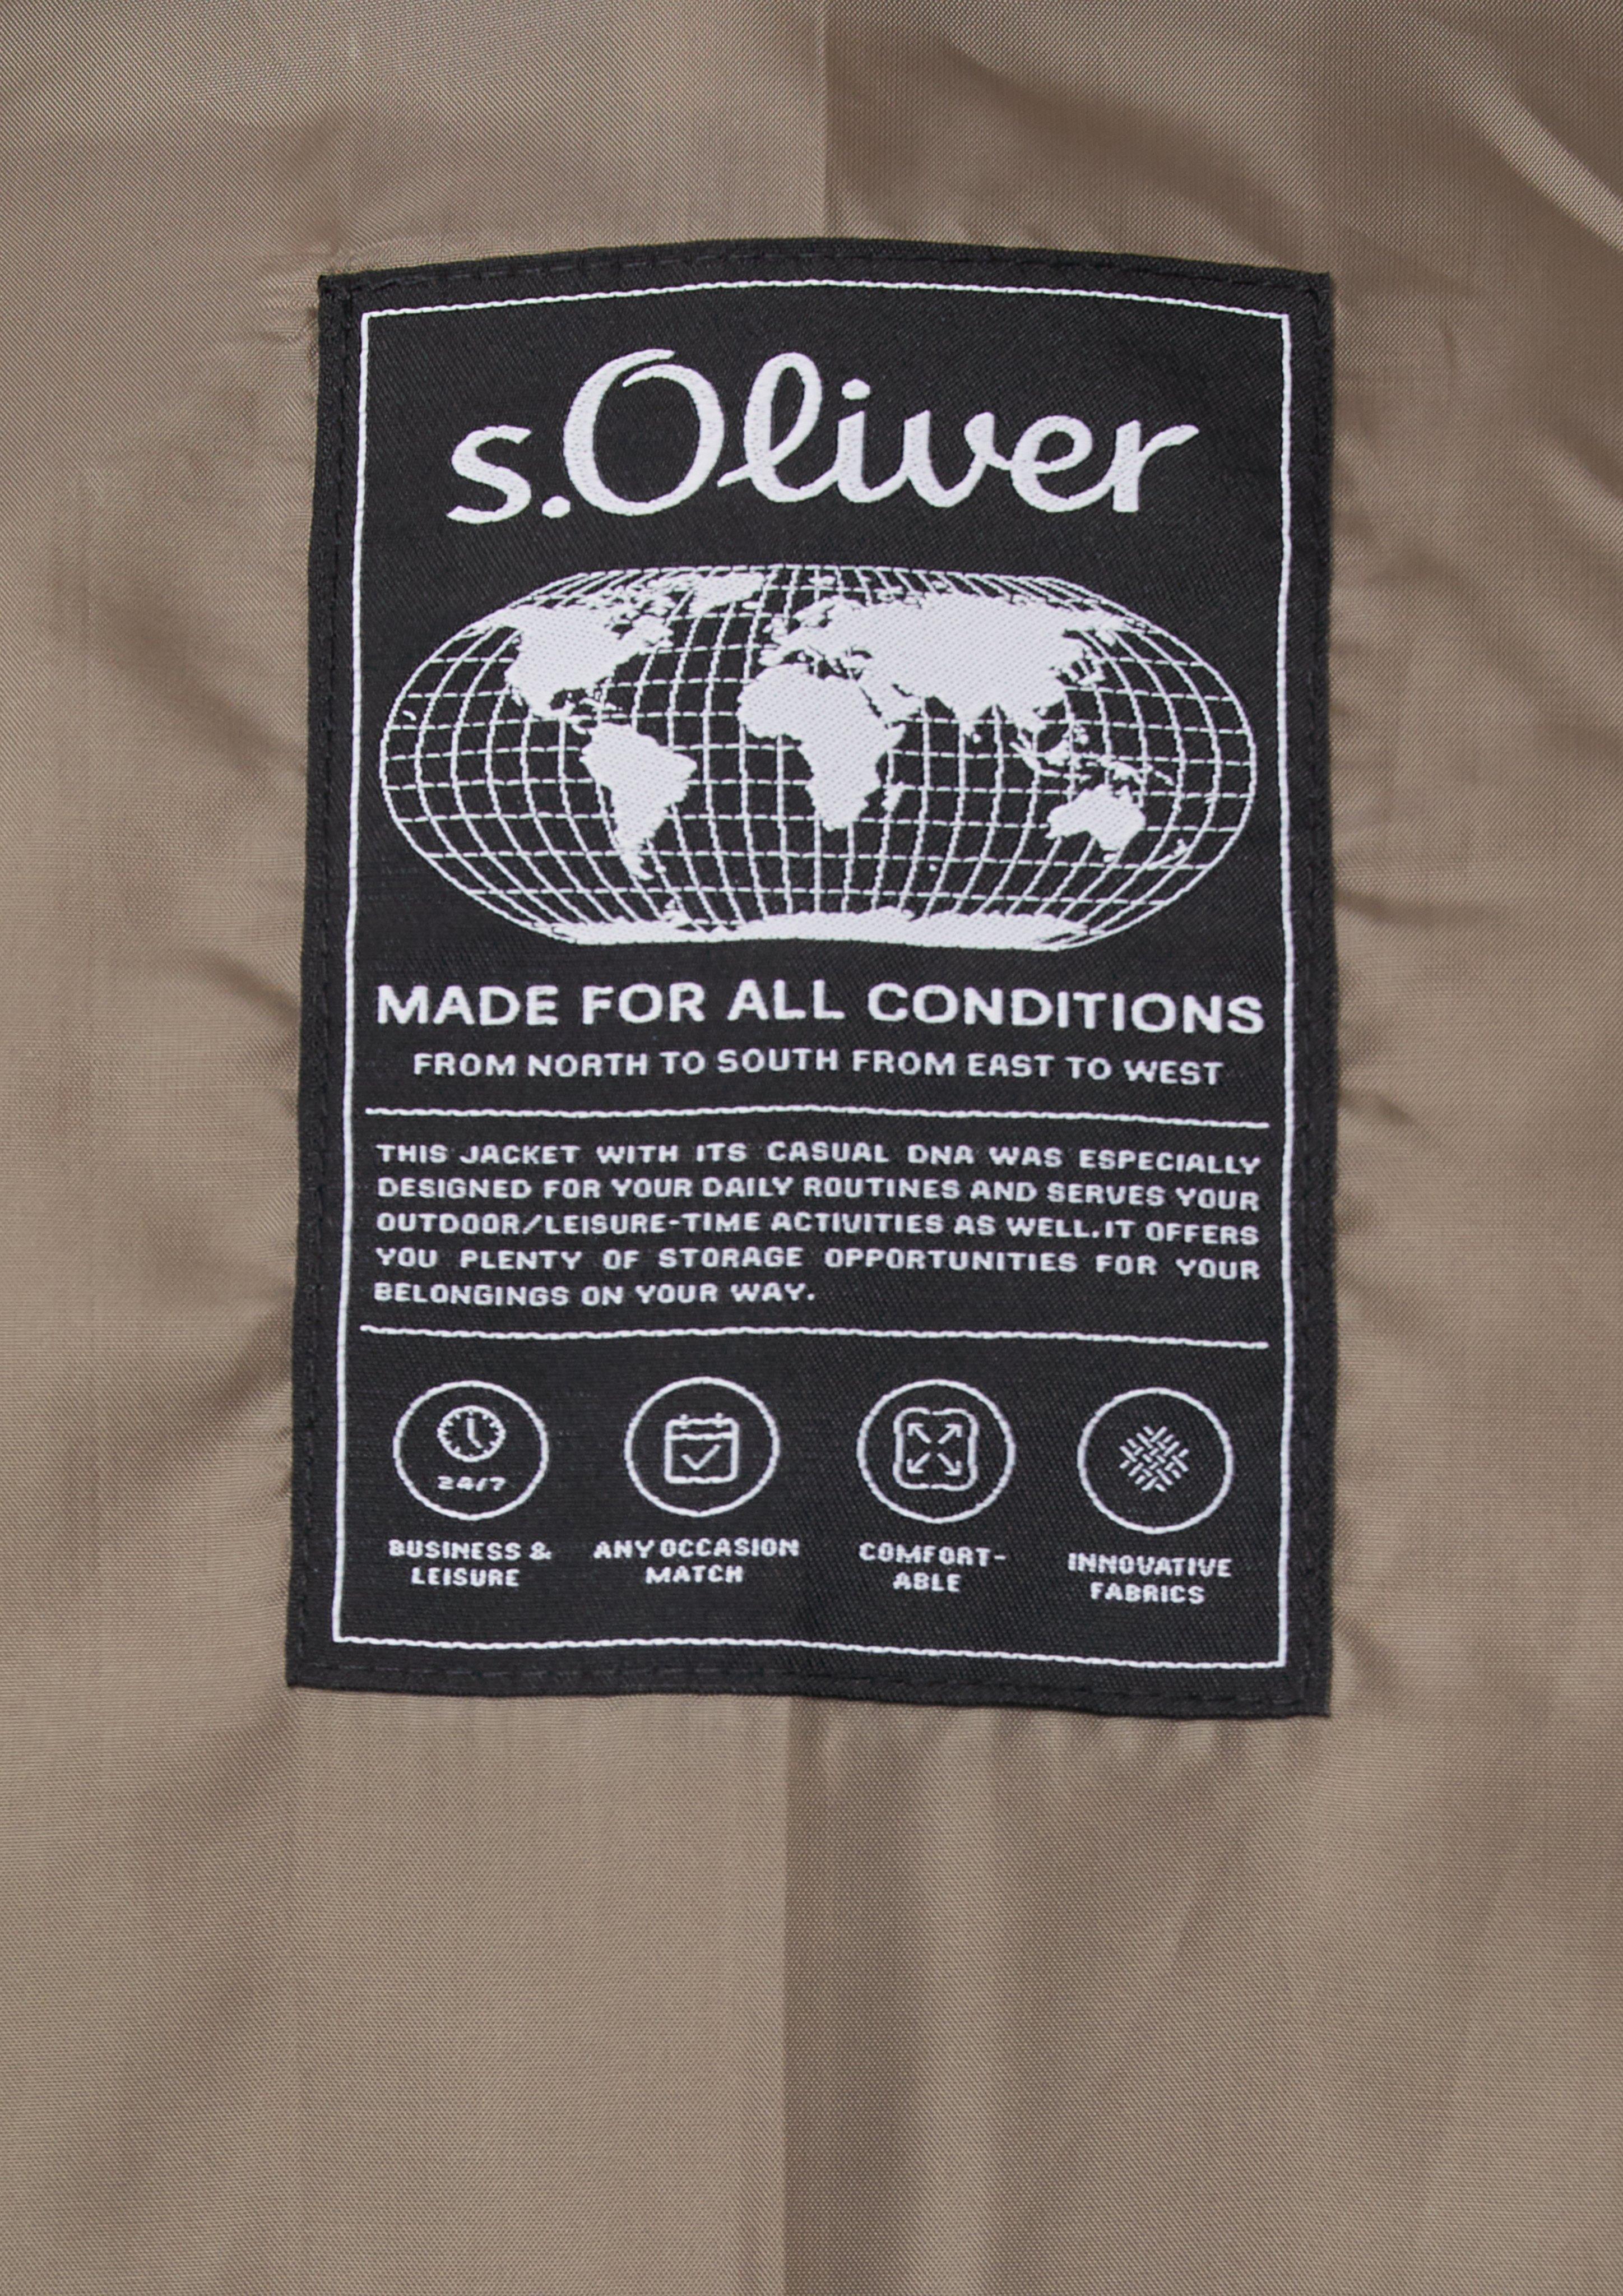 s.Oliver
MADE FOR ALL CONDITIONS
FROM NORTH TO SOUTH FROM EAST TO WEST
THIS JACKET WITH ITS CASUAL DNA WAS ESPECIALLY
DESIGNED FOR YOUR DAILY ROUTINES AND SERVES YOUR
OUTDOOR/LEISURE-TIME ACTIVITIES AS WELL.IT OFFERS
YOU PLENTY OF STORAGE OPPORTUNITIES FOR YOUR
BELONGINGS ON YOUR WAY.
24/7
BUSINESS &
LEISURE
ANY OCCASION
MATCH
COMFORT-
ABLE
INNOVATIVE
FABRICS